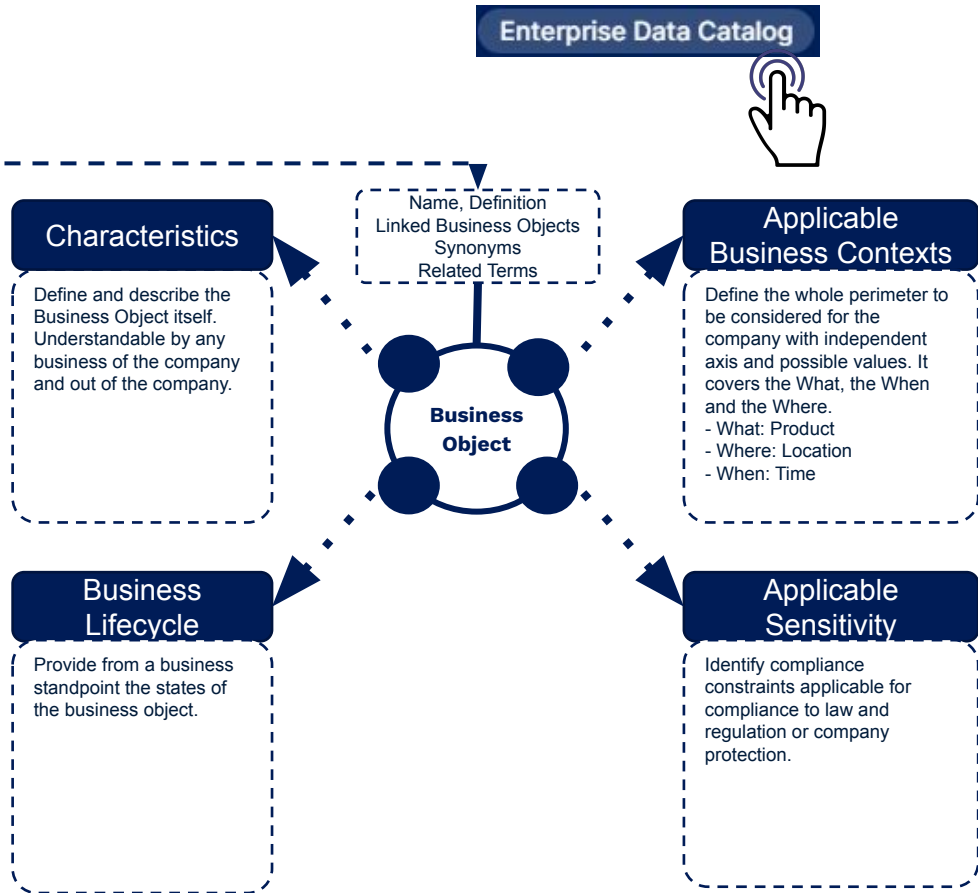 Enterprise Data Catalog
Name, Definition
Linked Business Objects
Synonyms
Related Terms
Characteristics
Define and describe the
Business Object itself.
Understandable by any
business of the company
and out of the company.
Applicable
Business Contexts
Define the whole perimeter to
be considered for the
company with independent
axis and possible values. It
covers the What, the When
and the Where.
- What: Product
- Where: Location
- When: Time
Business
Object
Business
Lifecycle
Provide from a business
standpoint the states of
the business object.
Applicable
Sensitivity
Identify compliance
constraints applicable for
compliance to law and
regulation or company
protection.